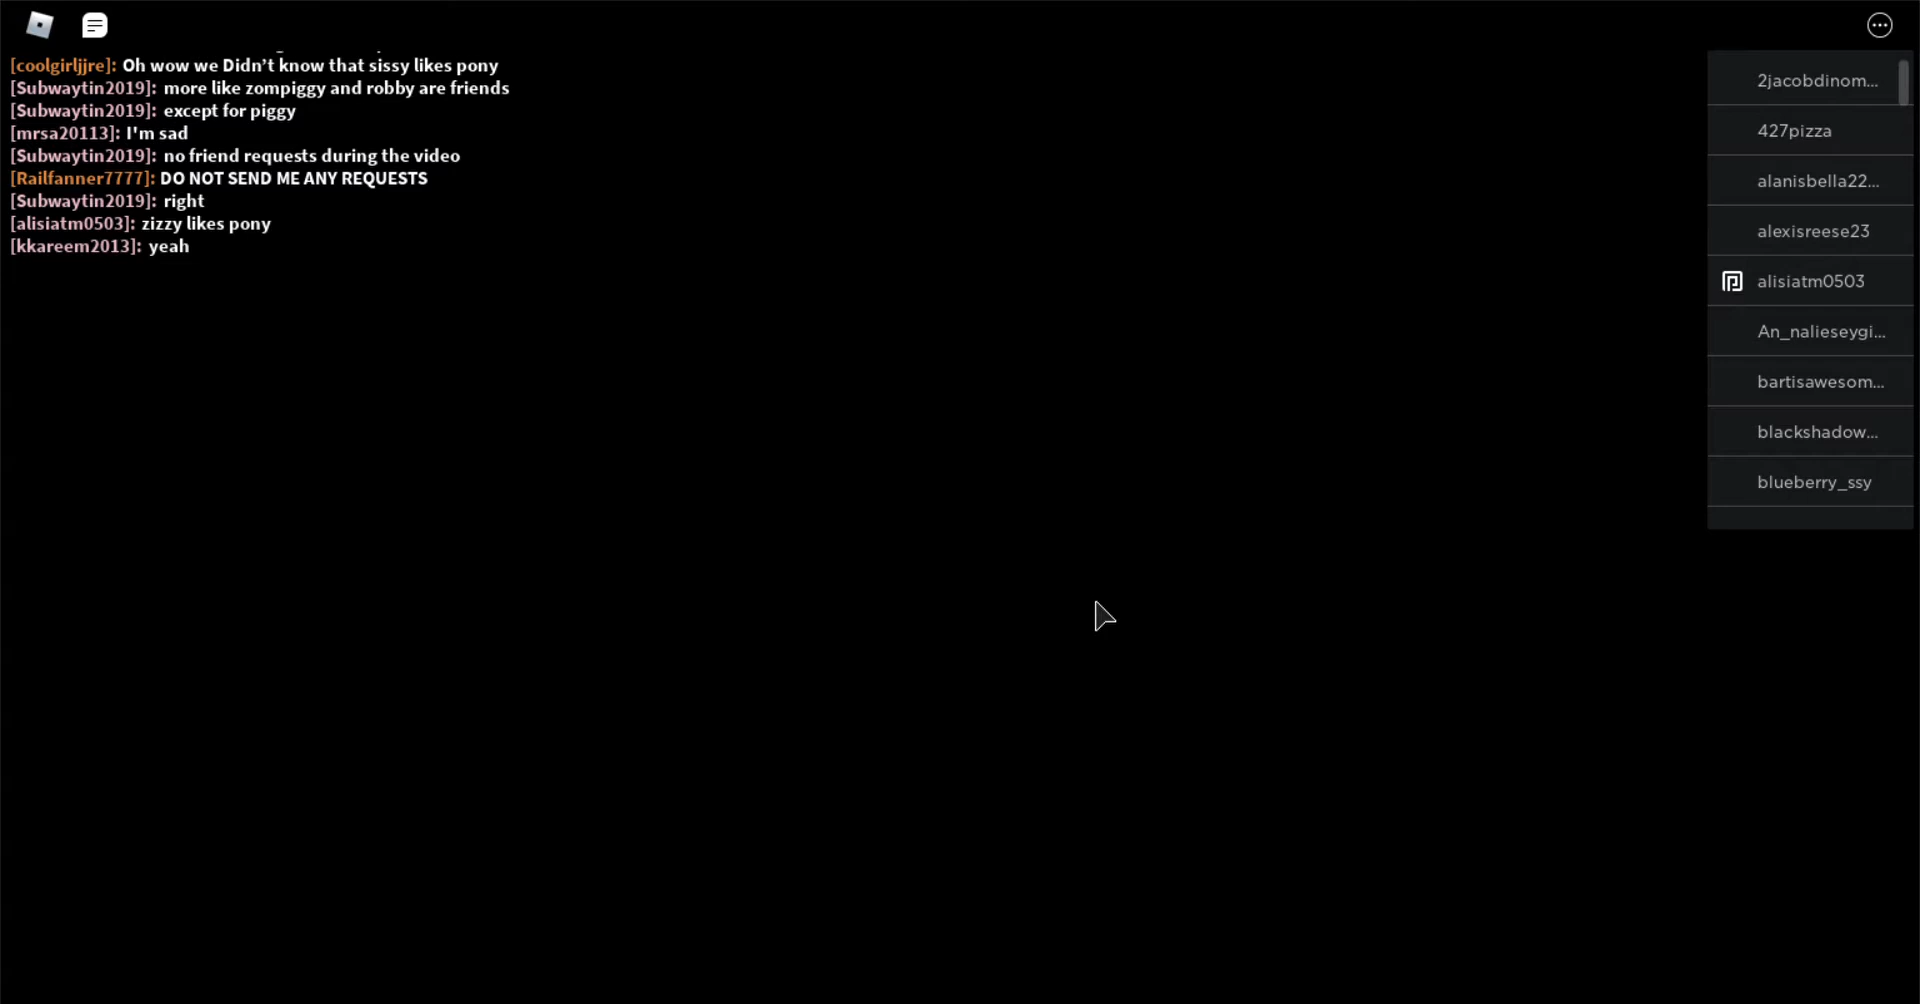 [coolgirljjre]: Oh wow we Didn't know that sissy likes pony
[Subwaytin2019]: more like zompiggy and robby are friends
[Subwaytin2019]: except for piggy
[mrsa20113]: I'm sad
[Subwaytin2019]: no friend requests during the video
[Railfanner7777]: DO NOT SEND ME ANY REQUESTS
[Subwaytin2019]: right
[alisiatm0503]: zizzy likes pony
[kkareem2013]: yeah
2jacobdinom...
427pizza
alanisbella22...
alexisreese23
alisiatm0503
An_nalieseygi...
bartisawesom...
blackshadow...
blueberry_ssy